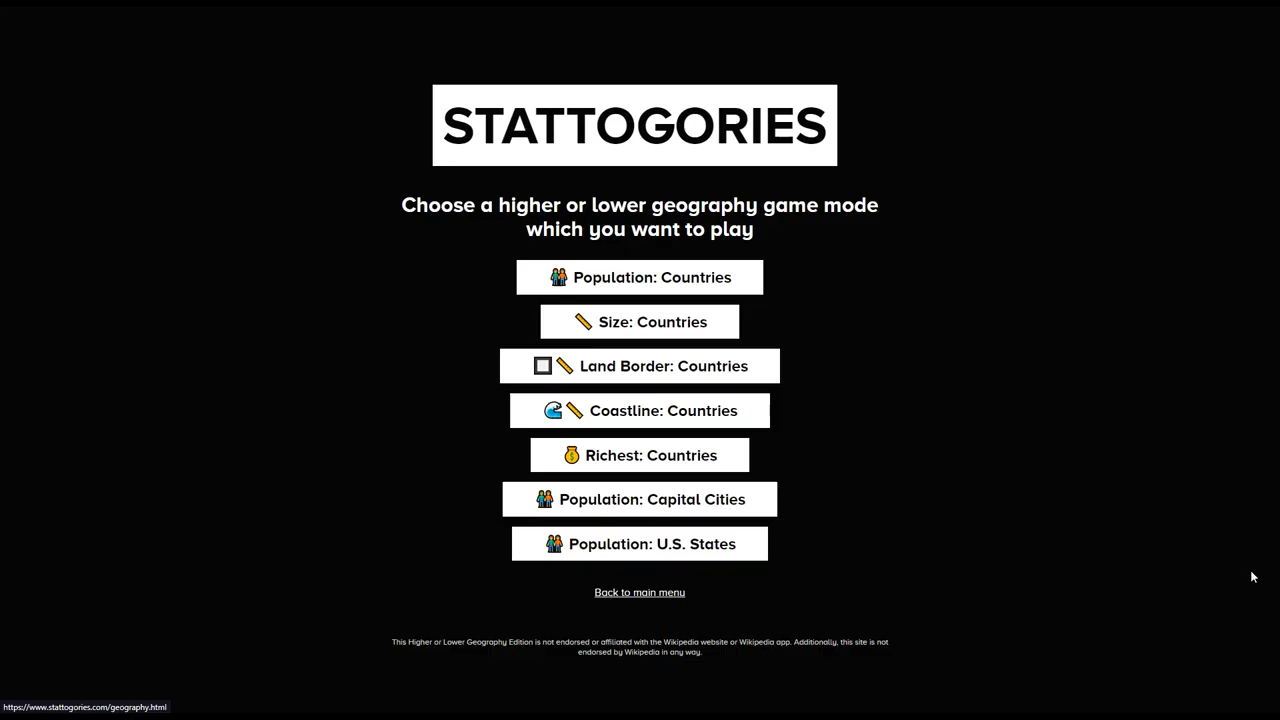 STATTOGORIES
Choose a higher or lower geography game mode
which you want to play
Population: Countries
Size: Countries
Land Border: Countries
Coastline: Countries
Richest: Countries
Population: Capital Cities
Population: U.S. States
Back to main menu
This Higher or Lower Geography Edition is not endorsed or affiliated with the Wikipedia website or Wikipedia app. Additionally, this site is not
endorsed by Wikipedia in any way.
https://www.stattogories.com/geography.html